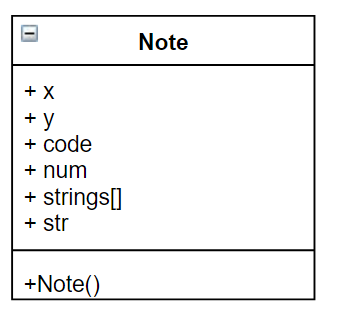 Note
+ x
+ y
+ code
+ num
+ strings[]
+ str
+Note()